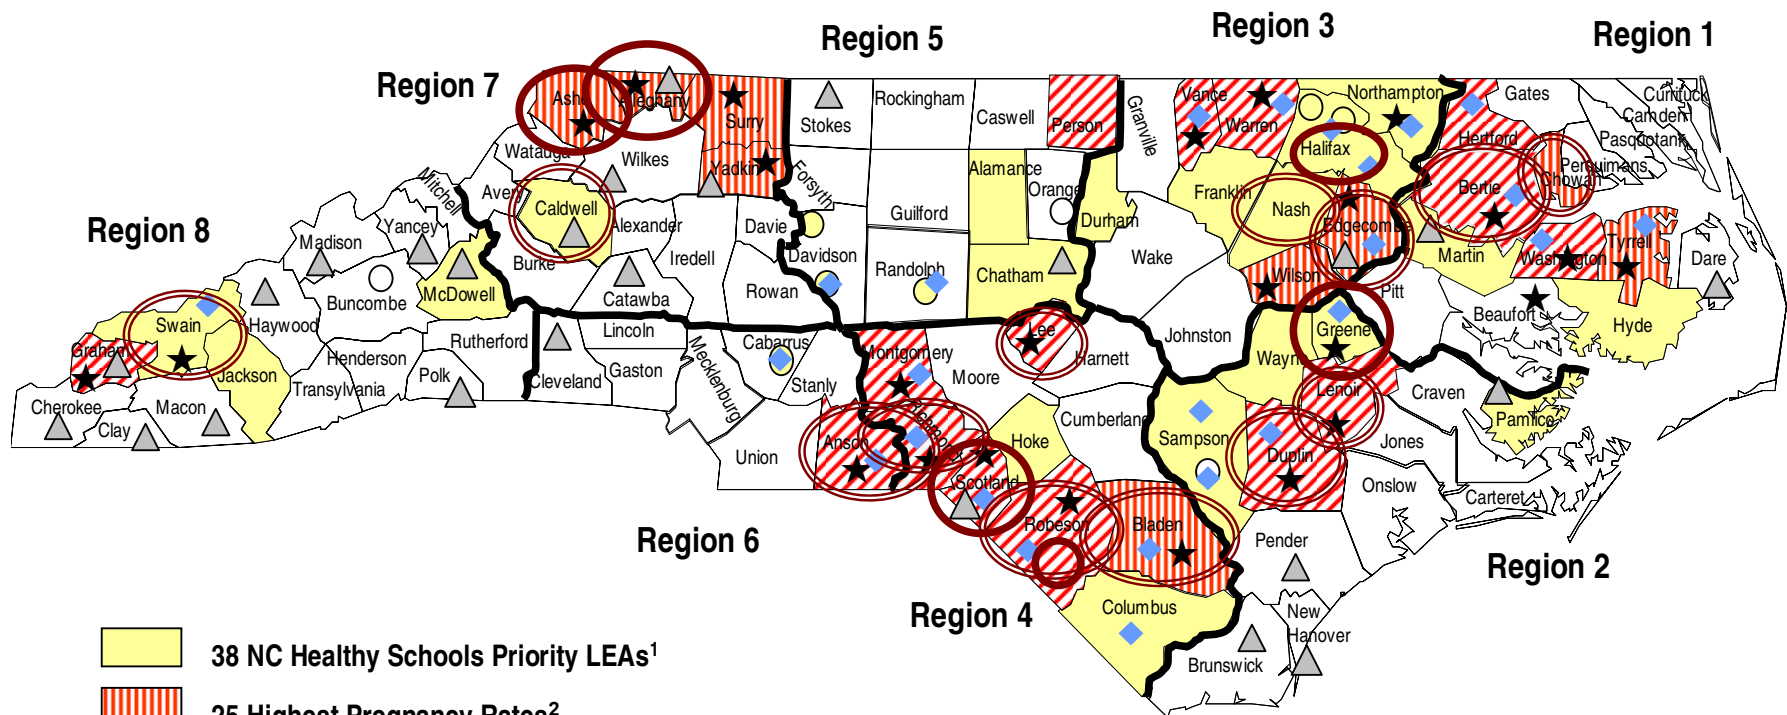 Region 5
Region 3
Region 1
Region 7
Region 8
Region 6
Region 4
Region 2
Ashe
Alleghany
Surry
Stokes
Rockingham
Caswell
Person
Granville
Vance
Warren
Northampton
Gates
Currituck
Camden
Pasquotank
Perquimans
Hertford
Chowan
Halifax
Bertie
Watauga
Wilkes
Yadkin
Forsyth
Guilford
Alamance
Orange
Durham
Franklin
Nash
Edgecombe
Martin
Washington
Tyrrell
Dare
Mitchell
Avery
Caldwell
Alexander
Davie
Davidson
Randolph
Chatham
Wake
Wilson
Pitt
Beaufort
Hyde
Yancey
Madison
Buncombe
McDowell
Burke
Iredell
Rowan
Catawba
Lincoln
Swain
Haywood
Graham
Jackson
Henderson
Transylvania
Rutherford
Polk
Cleveland
Gaston
Mecklenburg
Cabarrus
Stanly
Montgomery
Moore
Lee
Harnett
Johnston
Wayne
Greene
Lenoir
Craven
Pamlico
Cherokee
Clay
Macon
Union
Anson
Richmond
Scotland
Hoke
Cumberland
Sampson
Duplin
Jones
Onslow
Carteret
Robeson
Bladen
Columbus
Pender
New
Hanover
Brunswick
38 NC Healthy Schools Priority LEAs¹
25 Highest Pregnancy Rates²